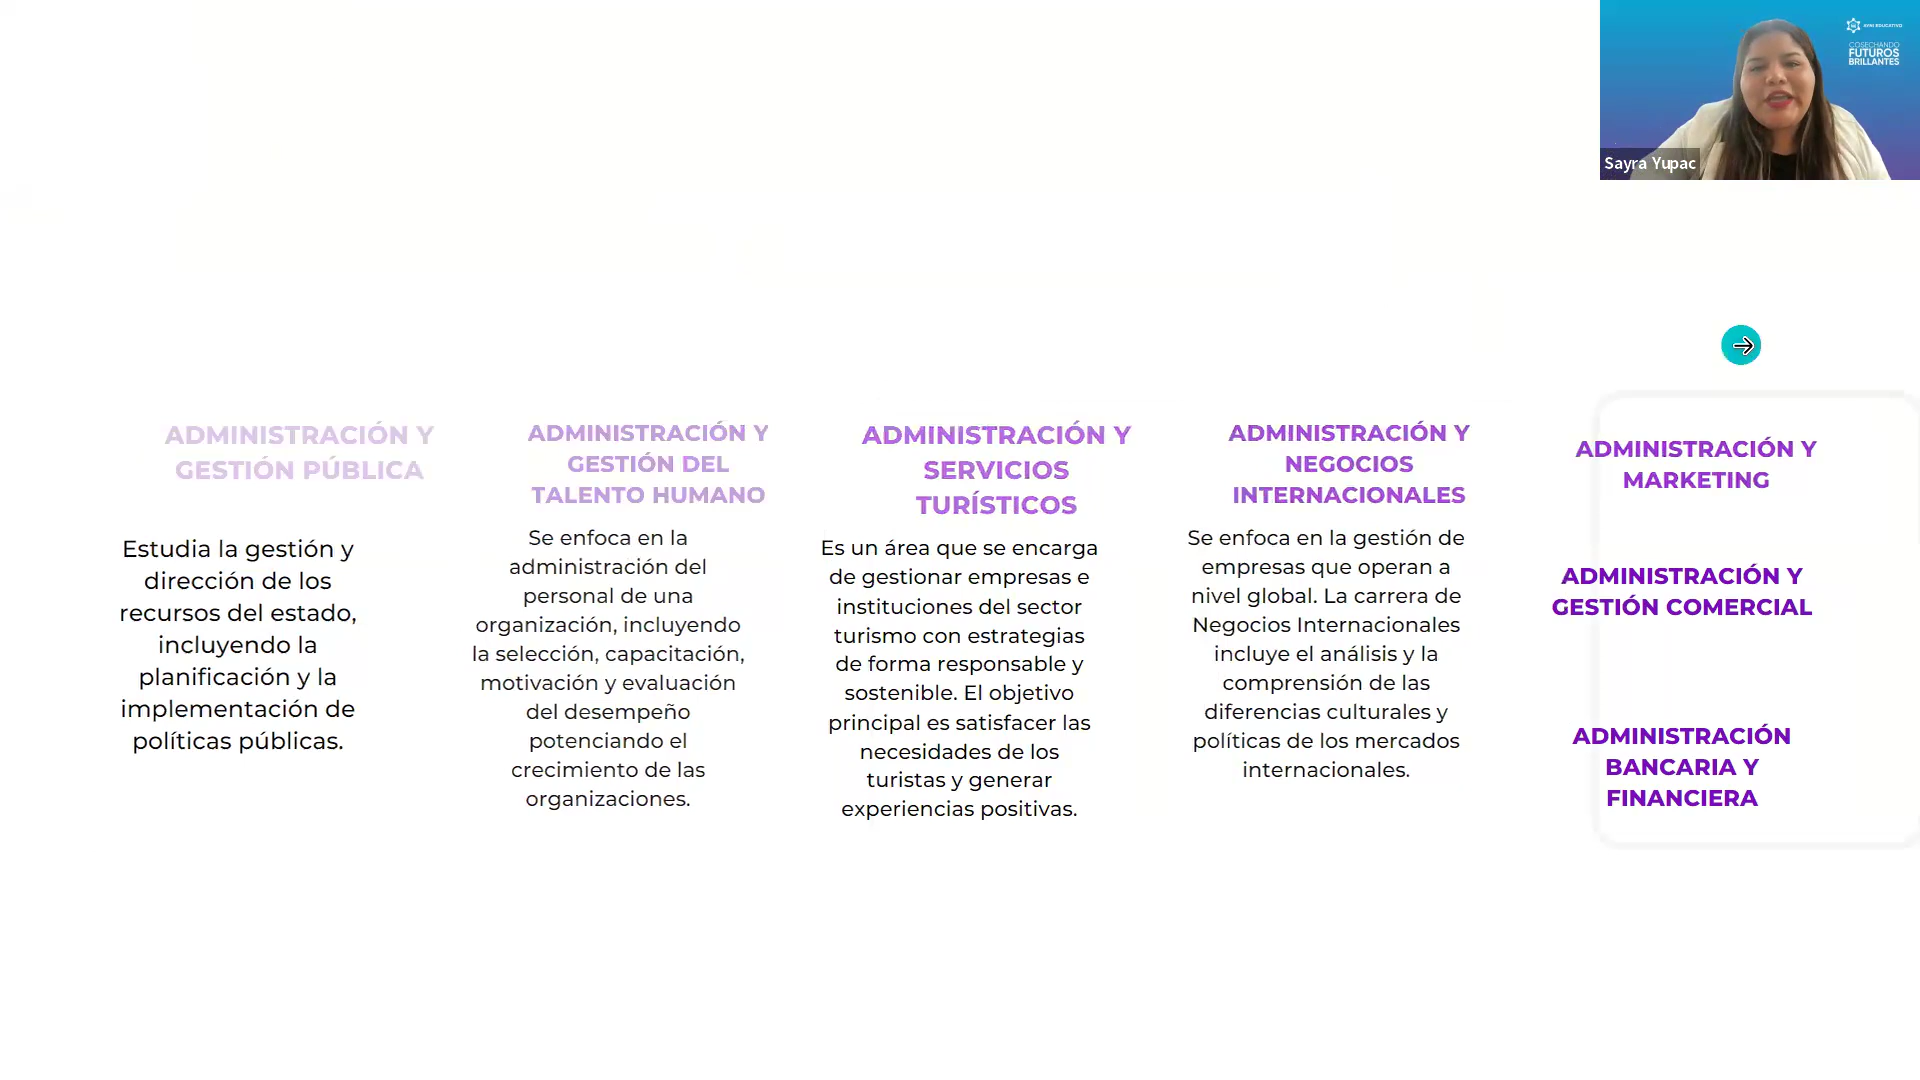 AVNI EDUCATIVO
COSECHANDO
FUTUROS
BRILLANTES
Sayra Yupac
ADMINISTRACIÓN Y
GESTIÓN PÚBLICA
Estudia la gestión y
dirección de los
recursos del estado,
incluyendo la
planificación y la
implementación de
políticas públicas.
ADMINISTRACIÓN Y
GESTIÓN DEL
TALENTO HUMANO
Se enfoca en la
administración del
personal de una
organización, incluyendo
la selección, capacitación,
motivación y evaluación
del desempeño
potenciando el
crecimiento de las
organizaciones.
ADMINISTRACIÓN Y
SERVICIOS
TURÍSTICOS
Es un área que se encarga
de gestionar empresas e
instituciones del sector
turismo con estrategias
de forma responsable y
sostenible. El objetivo
principal es satisfacer las
necesidades de los
turistas y generar
experiencias positivas.
ADMINISTRACIÓN Y
NEGOCIOS
INTERNACIONALES
Se enfoca en la gestión de
empresas que operan a
nivel global. La carrera de
Negocios Internacionales
incluye el análisis y la
comprensión de las
diferencias culturales y
políticas de los mercados
internacionales.
ADMINISTRACIÓN Y
MARKETING
ADMINISTRACIÓN Y
GESTIÓN COMERCIAL
ADMINISTRACIÓN
BANCARIA Y
FINANCIERA